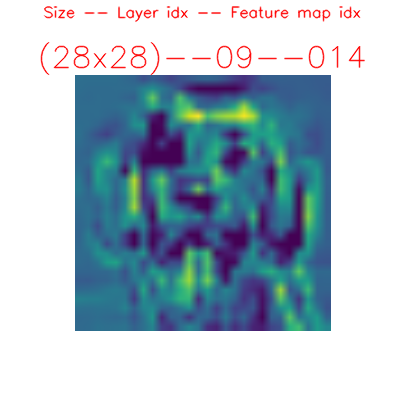 Size -- Layer idx -- Feature map idx
(28x28)--09--014